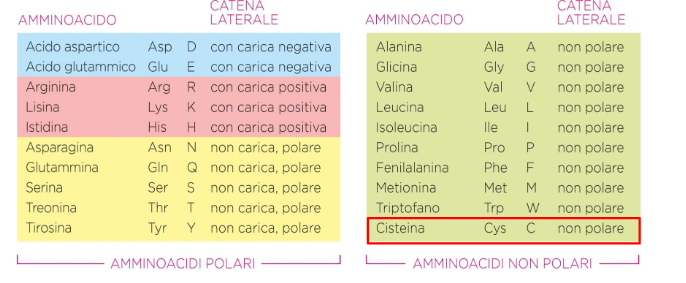 AMMINOACIDO CATENA LATERALE
Acido aspartico Asp D con carica negativa
Acido glutammico Glu E con carica negativa
Arginina Arg R con carica positiva
Lisina Lys K con carica positiva
Istidina His H con carica positiva
Asparagina Asn N non carica, polare
Glutammina Gln Q non carica, polare
Serina Ser S non carica, polare
Treonina Thr T non carica, polare
Tirosina Tyr Y non carica, polare
AMMINOACIDI POLARI
AMMINOACIDO CATENA LATERALE
Alanina Ala A non polare
Glicina Gly G non polare
Valina Val V non polare
Leucina Leu L non polare
Isoleucina Ile I non polare
Prolina Pro P non polare
Fenilalanina Phe F non polare
Metionina Met M non polare
Triptofano Trp W non polare
Cisteina Cys C non polare
AMMINOACIDI NON POLARI